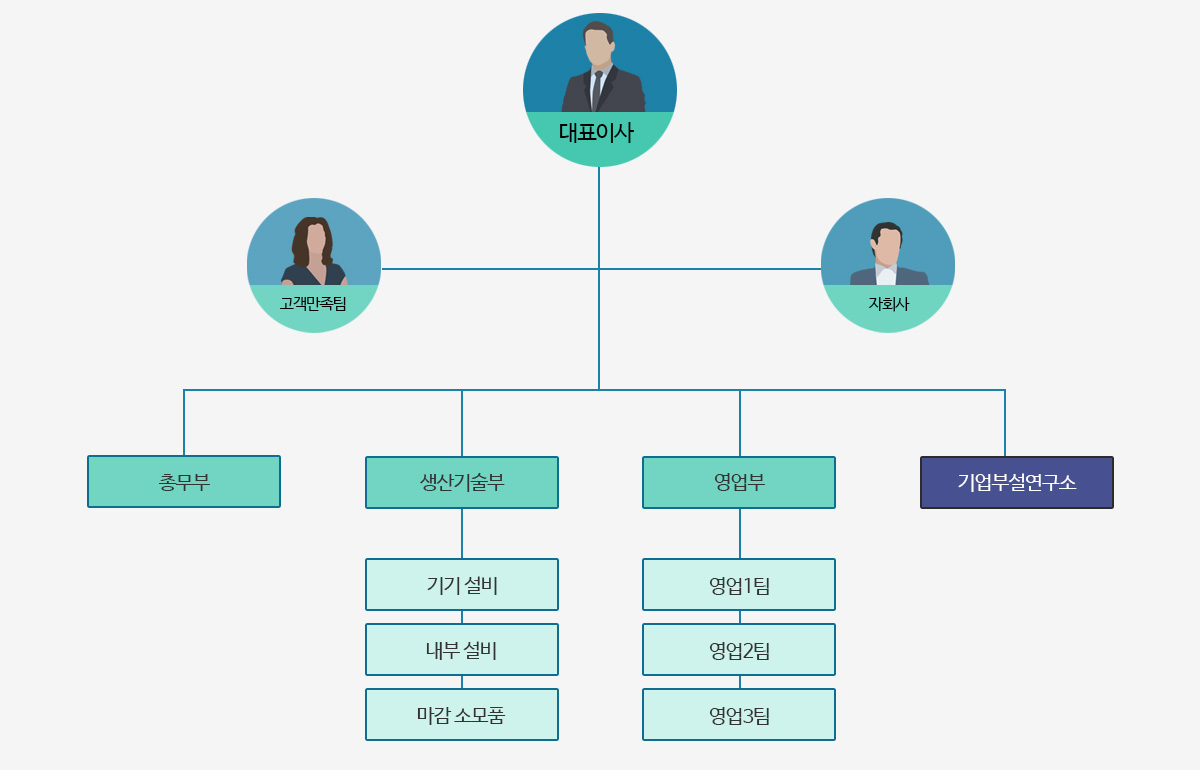 대표이사
고객만족팀
자회사
총무부
생산기술부
영업부
기업부설연구소
기기 설비
영업1팀
내부 설비
영업2팀
마감 소모품
영업3팀